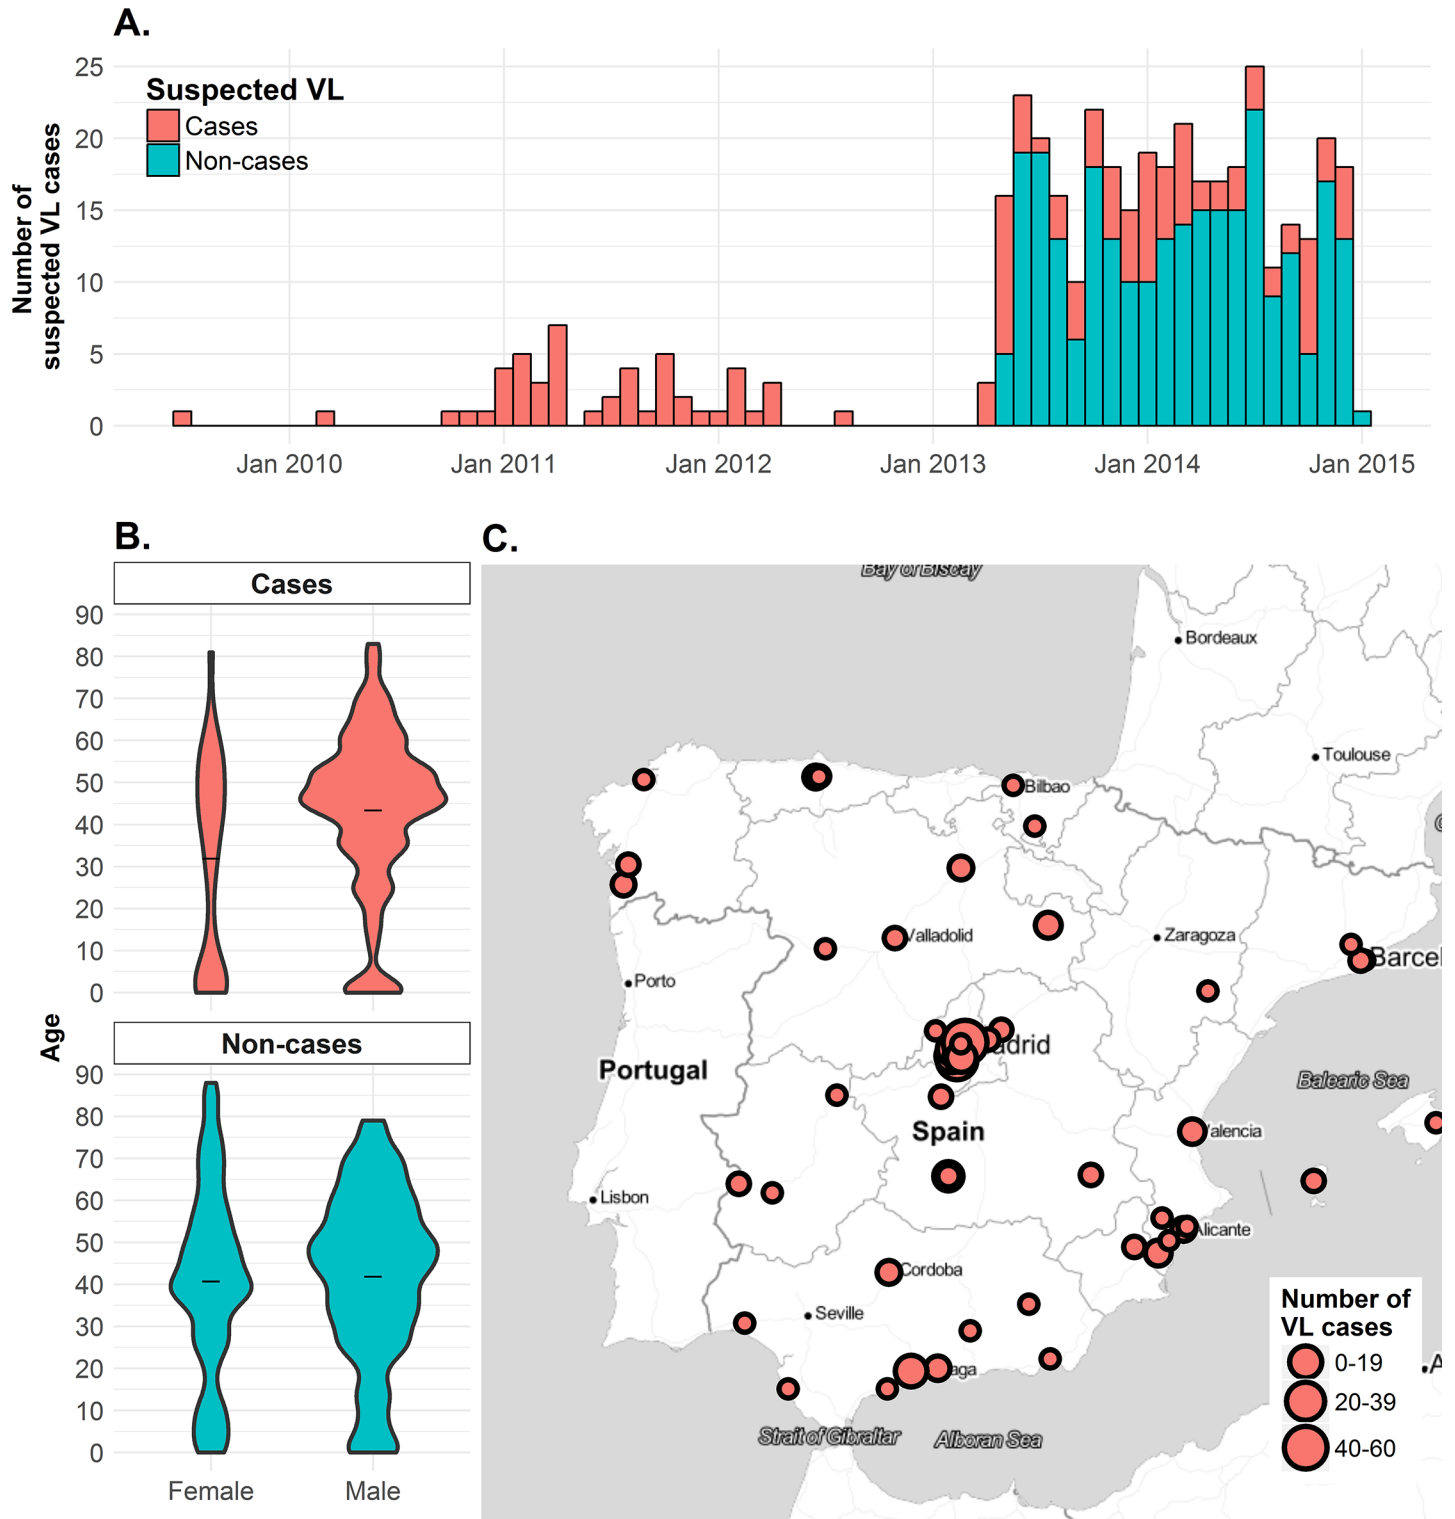 A.
Number of
suspected VL cases
25
20
15
10
5
0
Suspected VL
Cases
Non-cases
Jan 2010
Jan 2011
Jan 2012
Jan 2013
Jan 2014
Jan 2015
B.
Age
Cases
90
80
70
60
50
40
30
20
10
0
Non-cases
90
80
70
60
50
40
30
20
10
0
Female
Male
C.
Bay of Biscay
Bordeaux
Toulouse
Bilbao
Valladolid
Zaragoza
Barcel
Porto
adrid
Portugal
Balearic Sea
Spain
alencia
Lisbon
Alicante
Cordoba
Seville
aga
Strait of Gibraltar
Alboran Sea
A
Number of
VL cases
0-19
20-39
40-60